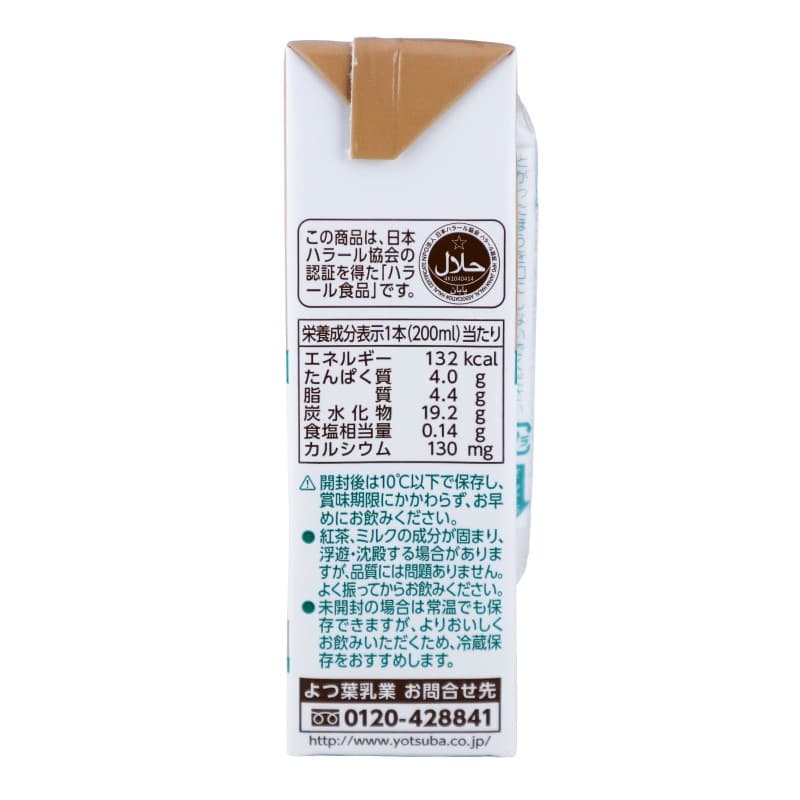 この商品は、日本
ハラール協会の
認証を得た「ハラ
ール食品」です。
حلال
4K1040414
يابان
栄養成分表示1本(200ml)当たり
エネルギー 132 kcal
たんぱく質 4.0 g
脂質 4.4 g
炭水化物 19.2 g
食塩相当量 0.14 g
カルシウム 130 mg
⚠開封後は10℃以下で保存し、
賞味期限にかかわらず、お早
めにお飲みください。
●紅茶、ミルクの成分が固まり、
浮遊・沈殿する場合がありま
すが、品質には問題ありません。
よく振ってからお飲みください。
●未開封の場合は常温でも保
存できますが、よりおいしく
お飲みいただくため、冷蔵保
存をおすすめします。
よつ葉乳業 お問合せ先
0120-428841
http://www.yotsuba.co.jp/